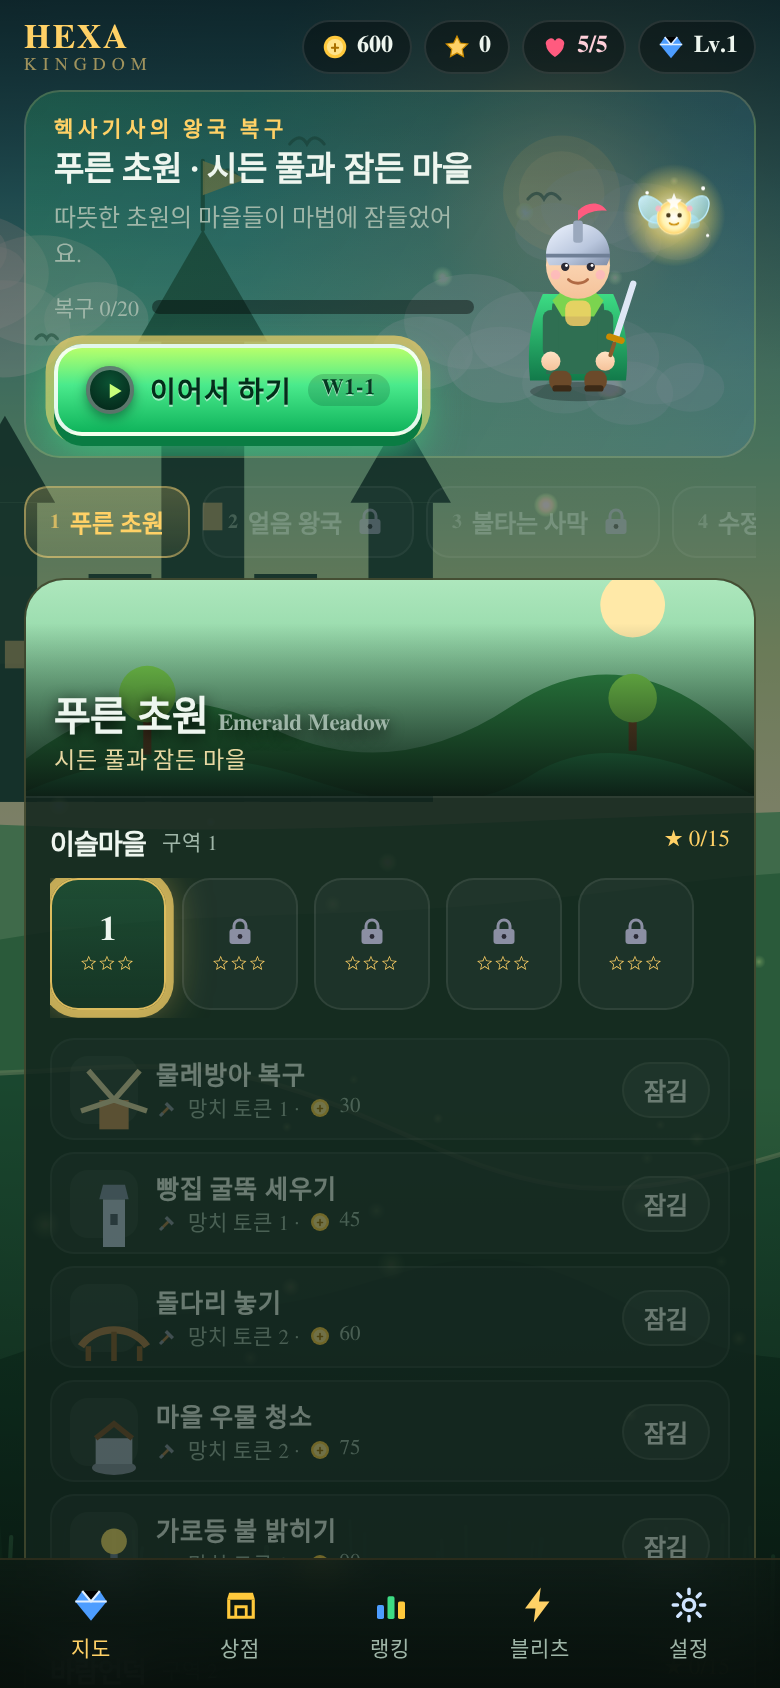 HEXA
KINGDOM
600
0
5/5
Lv.1
헥사기사의 왕국 복구
푸른 초원 · 시든 풀과 잠든 마을
따뜻한 초원의 마을들이 마법에 잠들었어
요.
복구 0/20
이어서 하기 W1-1
1 푸른 초원
2 얼음 왕국
3 불타는 사막
4 수정
푸른 초원 Emerald Meadow
시든 풀과 잠든 마을
이슬마을 구역 1
★ 0/15
1
☆☆☆
☆☆☆
☆☆☆
☆☆☆
☆☆☆
물레방아 복구
망치 토큰 1 · 30
잠김
빵집 굴뚝 세우기
망치 토큰 1 · 45
잠김
돌다리 놓기
망치 토큰 2 · 60
잠김
마을 우물 청소
망치 토큰 2 · 75
잠김
가로등 불 밝히기
잠김
지도
상점
랭킹
블리츠
설정